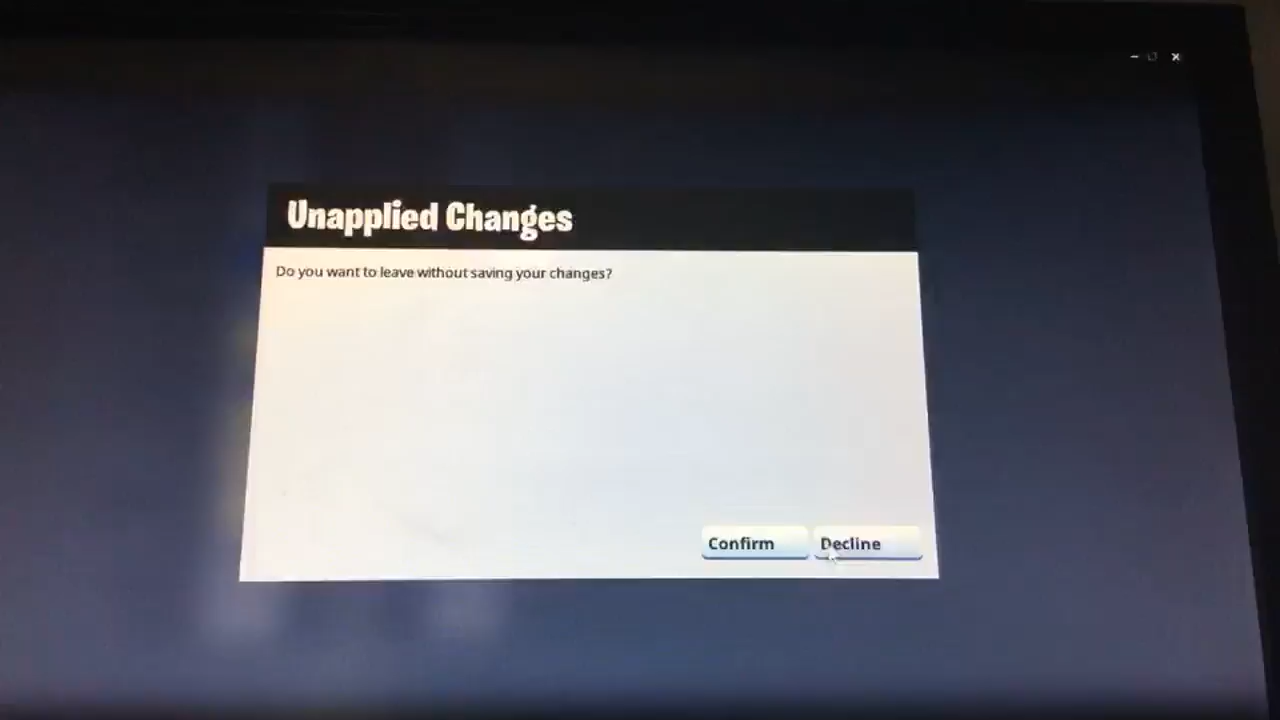 Unapplied Changes
Do you want to leave without saving your changes?
Confirm
Decline